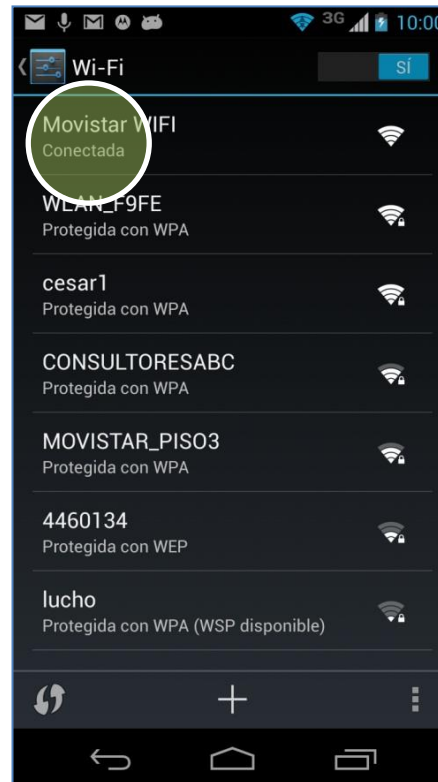 3G 10:00
Wi-Fi SÍ
Movistar WIFI
Conectada
WLAN_F9FE
Protegida con WPA
cesar1
Protegida con WPA
CONSULTORESABC
Protegida con WPA
MOVISTAR_PISO3
Protegida con WPA
4460134
Protegida con WEP
lucho
Protegida con WPA (WSP disponible)